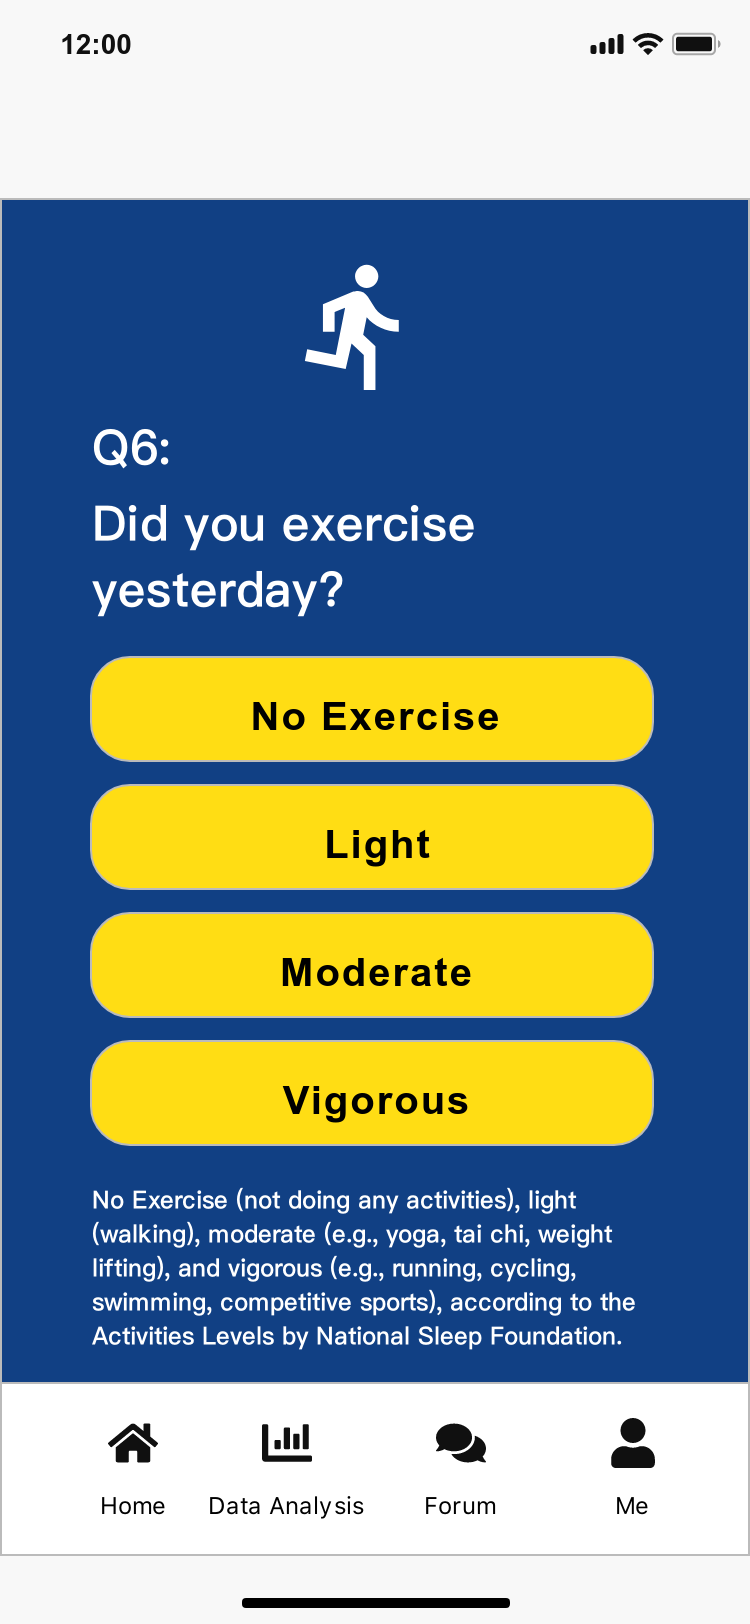 12:00
Q6:
Did you exercise
yesterday?
No Exercise
Light
Moderate
Vigorous
No Exercise (not doing any activities), light
(walking), moderate (e.g., yoga, tai chi, weight
lifting), and vigorous (e.g., running, cycling,
swimming, competitive sports), according to the
Activities Levels by National Sleep Foundation.
Home Data Analysis Forum Me